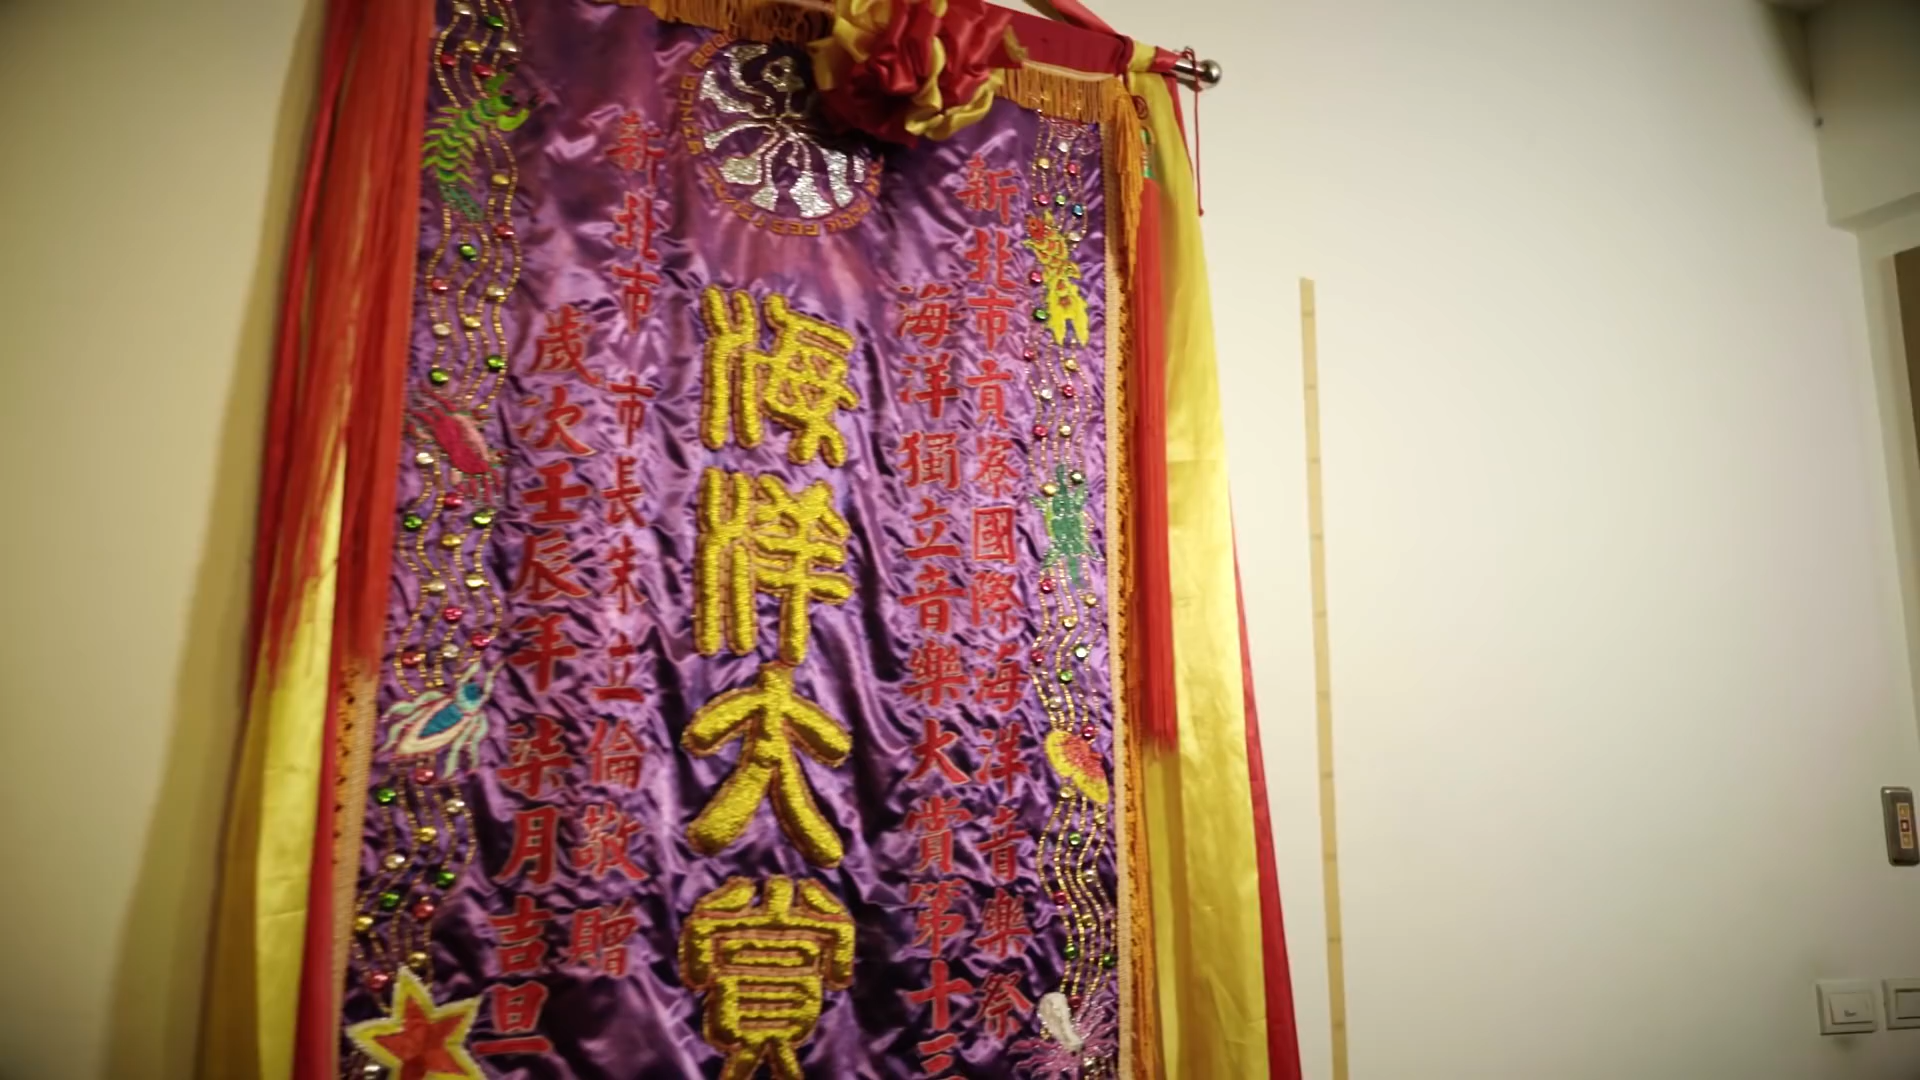 新北市貢寮國際海洋音樂祭
海洋獨立音樂大賞第十三
海洋大賞
新北市 市長朱立倫敬贈
歲次壬辰年柒月吉旦